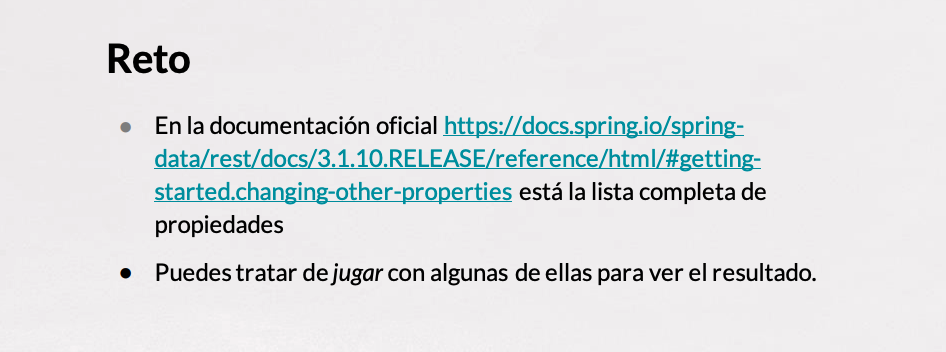 Reto
● En la documentación oficial https://docs.spring.io/spring-
data/rest/docs/3.1.10.RELEASE/reference/html/#getting-
started.changing-other-properties está la lista completa de
propiedades
● Puedes tratar de jugar con algunas de ellas para ver el resultado.